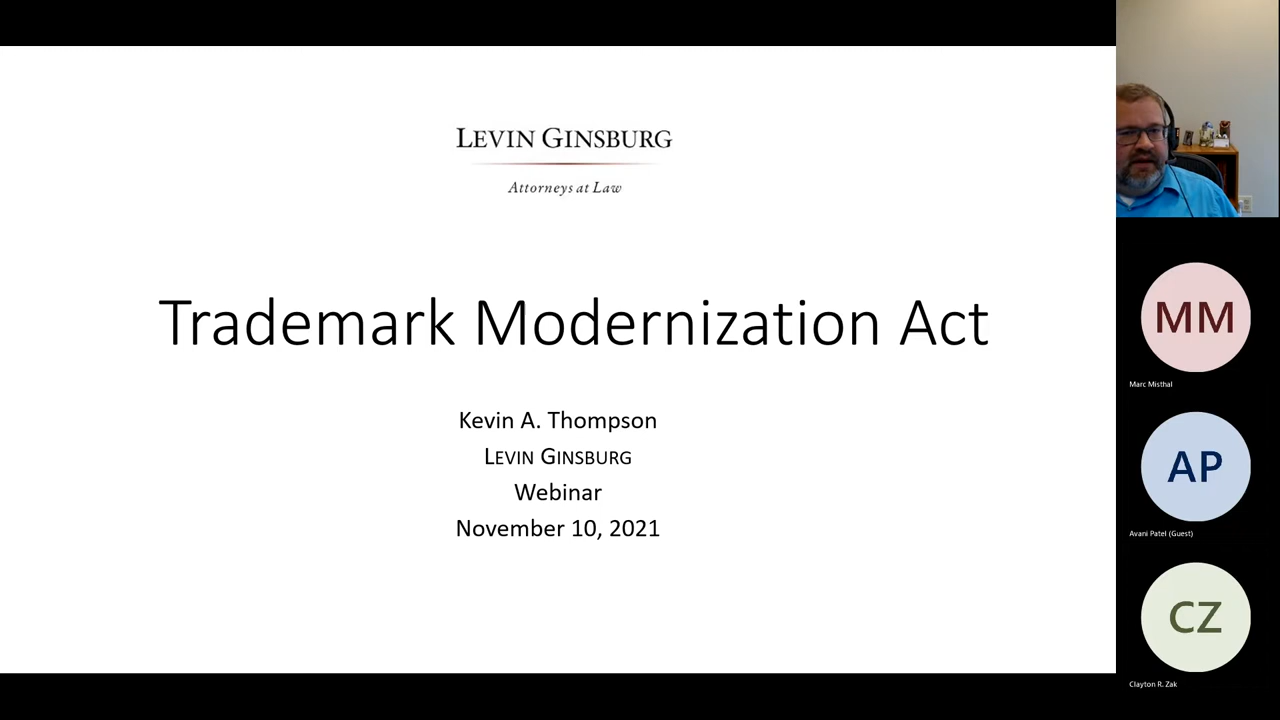 LEVIN GINSBURG
Attorneys at Law
Trademark Modernization Act
Kevin A. Thompson
LEVIN GINSBURG
Webinar
November 10, 2021
MM
Marc Misthal
AP
Avani Patel (Guest)
CZ
Clayton R. Zak